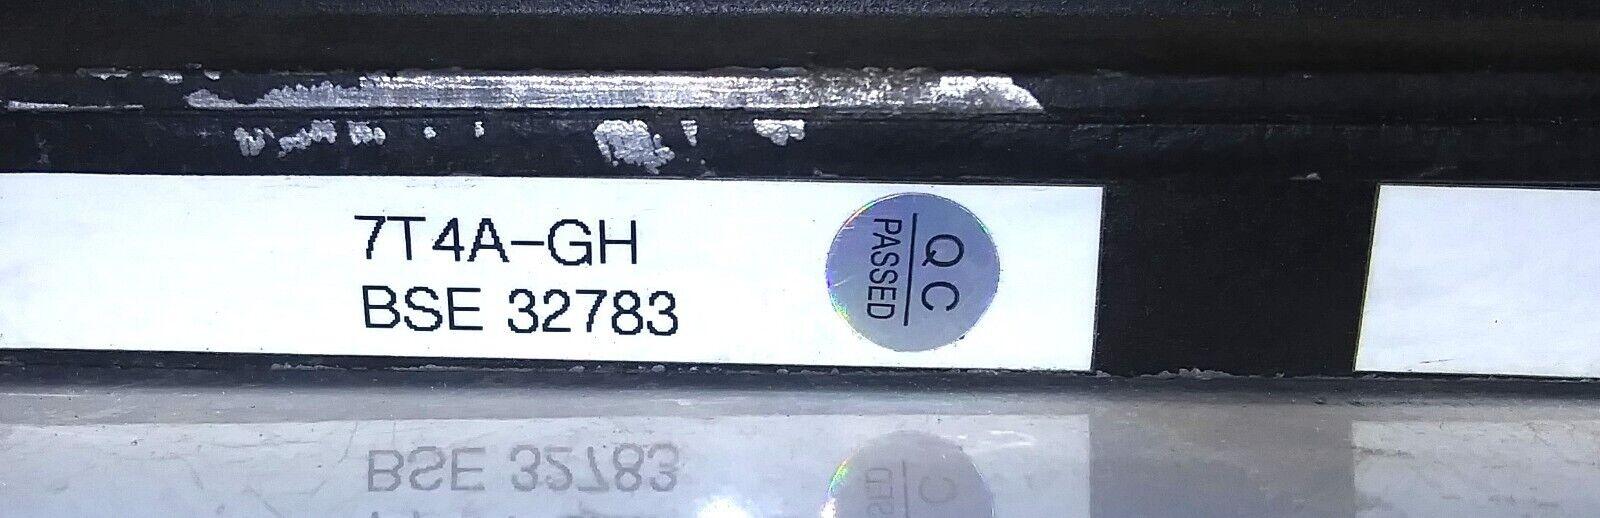 7T4A-GH
BSE 32783
QC
PASSED